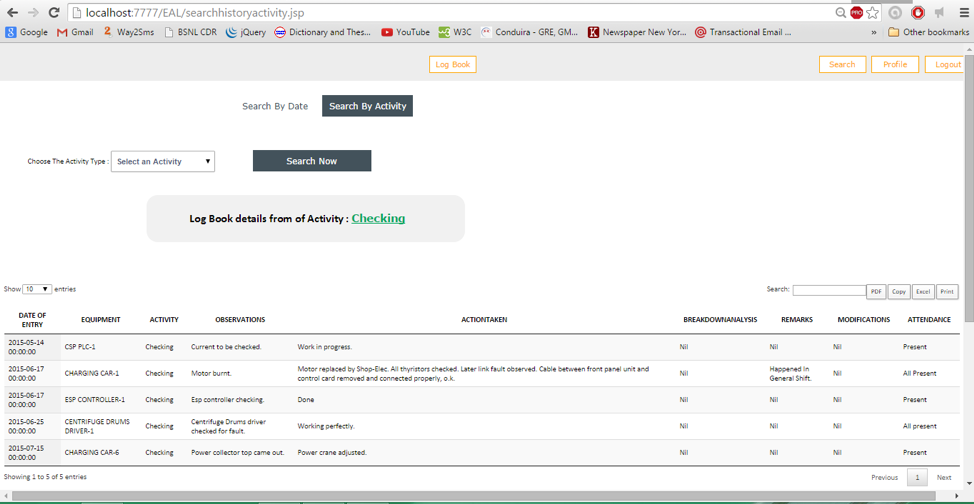 localhost:7777/EAL/searchhistoryactivity.jsp
PRO
Google Gmail Way2Sms BSNL CDR jQuery Dictionary and Thes... YouTube W3C Conduira - GRE, GM... Newspaper New Yor... Transactional Email ... » Other bookmarks
Log Book Search Profile Logout
Search By Date Search By Activity
Choose The Activity Type : Select an Activity Search Now
Log Book details from of Activity : Checking
Show 10 entries Search: PDF Copy Excel Print
DATE OF ENTRY EQUIPMENT ACTIVITY OBSERVATIONS ACTIONTAKEN BREAKDOWNANALYSIS REMARKS MODIFICATIONS ATTENDANCE
2015-05-14 00:00:00 CSP PLC-1 Checking Current to be checked. Work in progress. Nil Nil Nil Present
2015-06-17 00:00:00 CHARGING CAR-1 Checking Motor burnt. Motor replaced by Shop-Elec. All thyristors checked. Later link fault observed. Cable between front panel unit and control card removed and connected properly, o.k. Nil Happened In General Shift. Nil All Present
2015-06-17 00:00:00 ESP CONTROLLER-1 Checking Esp controller checking. Done Nil Nil Nil Present
2015-06-25 00:00:00 CENTRIFUGE DRUMS DRIVER-1 Checking Centrifuge Drums driver checked for fault. Working perfectly. Nil Nil Nil All present
2015-07-15 00:00:00 CHARGING CAR-6 Checking Power collector top came out. Power crane adjusted. Nil Nil Nil Present
Showing 1 to 5 of 5 entries Previous 1 Next